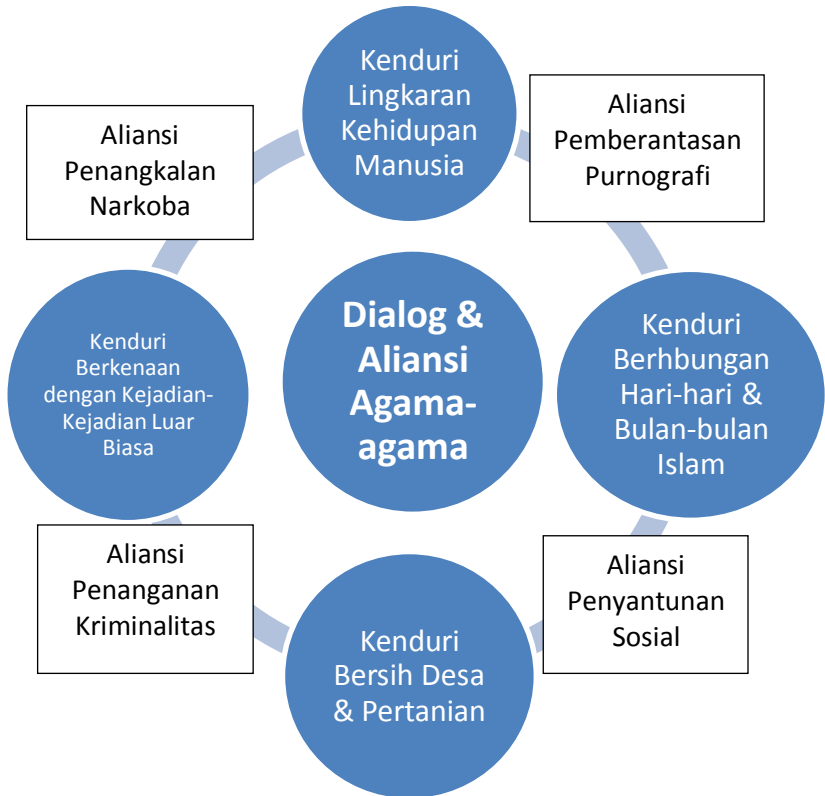 Kenduri
Lingkaran
Kehidupan
Manusia
Aliansi
Penangkalan
Narkoba
Aliansi
Pemberantasan
Purnografi
Kenduri
Berkenaan
dengan Kejadian-
Kejadian Luar
Biasa
Dialog &
Aliansi
Agama-
agama
Kenduri
Berhbungan
Hari-hari &
Bulan-bulan
Islam
Aliansi
Penanganan
Kriminalitas
Kenduri
Bersih Desa
& Pertanian
Aliansi
Penyantunan
Sosial